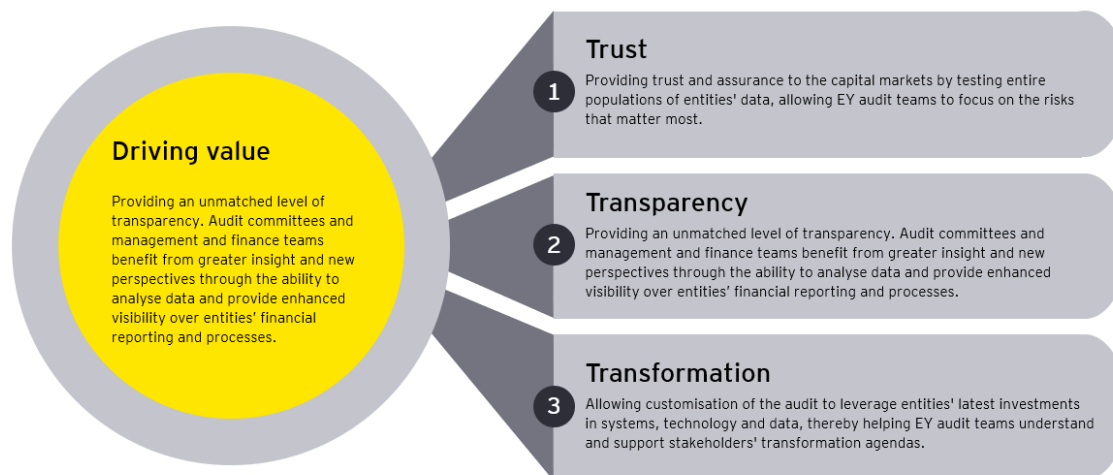 Driving value
Providing an unmatched level of
transparency. Audit committees and
management and finance teams
benefit from greater insight and new
perspectives through the ability to
analyse data and provide enhanced
visibility over entities’ financial
reporting and processes.
1
Trust
Providing trust and assurance to the capital markets by testing entire
populations of entities' data, allowing EY audit teams to focus on the risks
that matter most.
2
Transparency
Providing an unmatched level of transparency. Audit committees and
management and finance teams benefit from greater insight and new
perspectives through the ability to analyse data and provide enhanced
visibility over entities’ financial reporting and processes.
3
Transformation
Allowing customisation of the audit to leverage entities' latest investments
in systems, technology and data, thereby helping EY audit teams understand
and support stakeholders' transformation agendas.